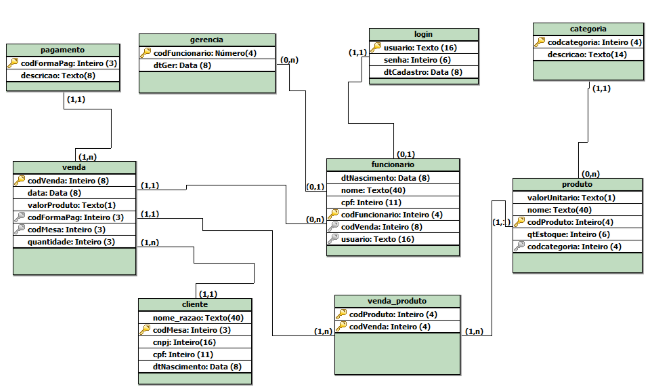 pagamento
codFormaPag: Inteiro (3)
descricao: Texto(8)
(1,1)
gerencia
codFuncionario: Número(4)
dtGer: Data (8)
(0,n)
login
usuario: Texto (16)
senha: Inteiro (6)
dtCadastro: Data (8)
(1,1)
categoria
codcategoria: Inteiro (4)
descricao: Texto(14)
(1,1)
(1,n)
venda
codVenda: Inteiro (8)
data: Data (8)
valorProduto: Texto(1)
codFormaPag: Inteiro (3)
codMesa: Inteiro (3)
quantidade: Inteiro (3)
(1,1)
(1,1)
(1,n)
(0,1)
funcionario
dtNascimento: Data (8)
nome: Texto(40)
cpf: Inteiro (11)
codFuncionario: Inteiro (4)
codVenda: Inteiro (8)
usuario: Texto (16)
(0,1)
(0,n)
(0,n)
produto
valorUnitario: Texto(1)
nome: Texto(40)
codProduto: Inteiro(4)
qtEstoque: Inteiro (6)
codcategoria: Inteiro (4)
(1,1)
cliente
nome_razao: Texto(40)
codMesa: Inteiro (3)
cnpj: Inteiro(16)
cpf: Inteiro (11)
dtNascimento: Data (8)
venda_produto
codProduto: Inteiro (4)
codVenda: Inteiro (4)
(1,n)
(1,n)